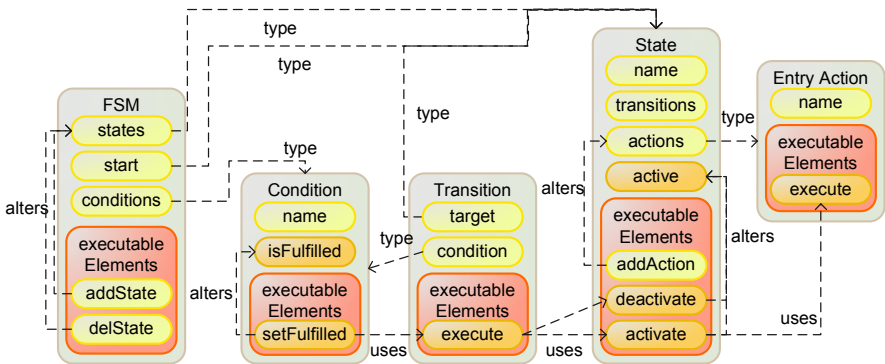 type
type
type
type
type
type
FSM
states
start
conditions
alters
executable
Elements
addState
delState
Condition
name
isFulfilled
alters
executable
Elements
setFulfilled
uses
Transition
target
condition
executable
Elements
execute
uses
State
name
transitions
actions
active
alters
executable
Elements
addAction
deactivate
activate
alters
uses
Entry Action
name
executable
Elements
execute